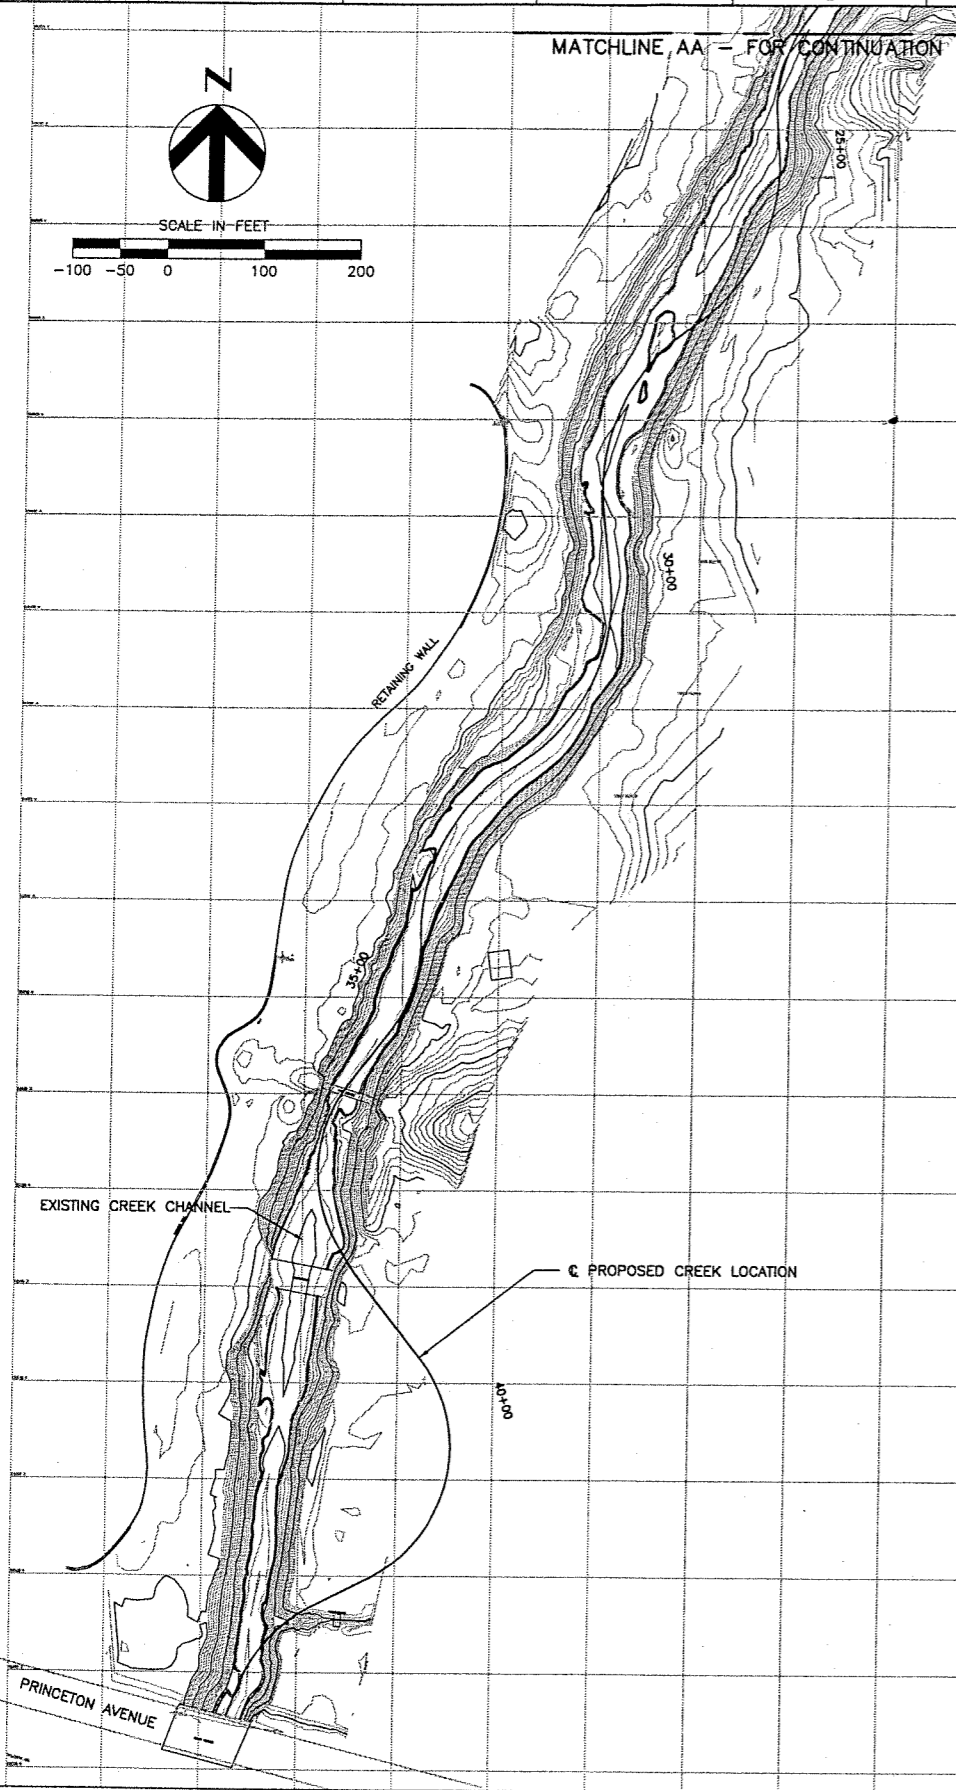 MATCHLINE AA – FOR CONTINUATION
N
SCALE IN FEET
-100 -50 0 100 200
25+00
30+00
RETAINING WALL
35+00
EXISTING CREEK CHANNEL
℄ PROPOSED CREEK LOCATION
40+00
PRINCETON AVENUE